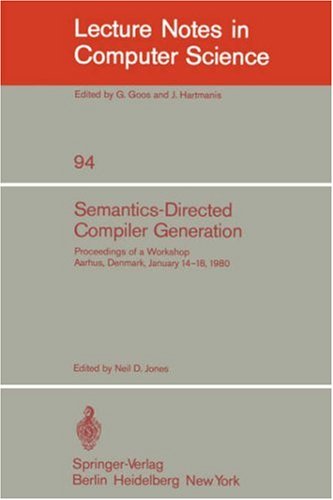 Lecture Notes in
Computer Science
Edited by G. Goos and J. Hartmanis
94
Semantics-Directed
Compiler Generation
Proceedings of a Workshop
Aarhus, Denmark, January 14–18, 1980
Edited by Neil D. Jones
Springer-Verlag
Berlin Heidelberg New York